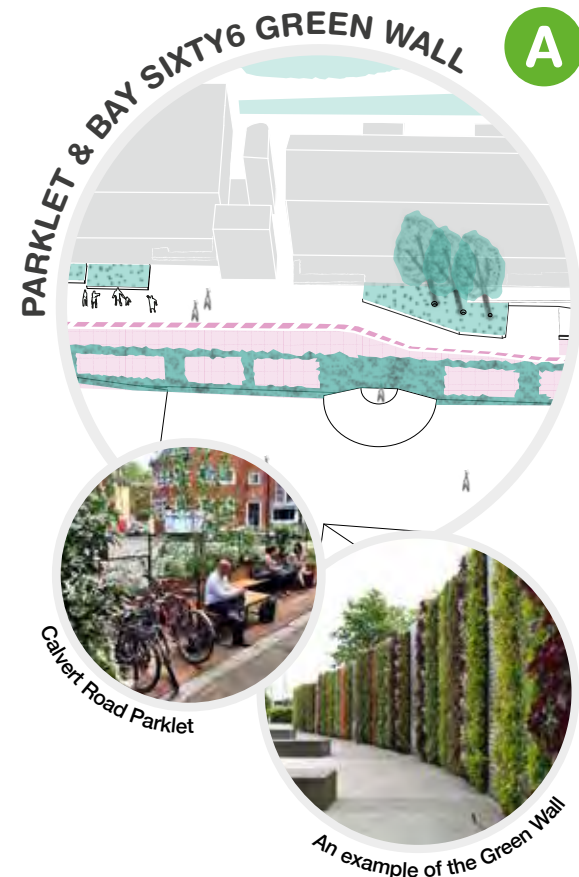 PARKLET & BAY SIXTY6 GREEN WALL
A
Calvert Road Parklet
An example of the Green Wall